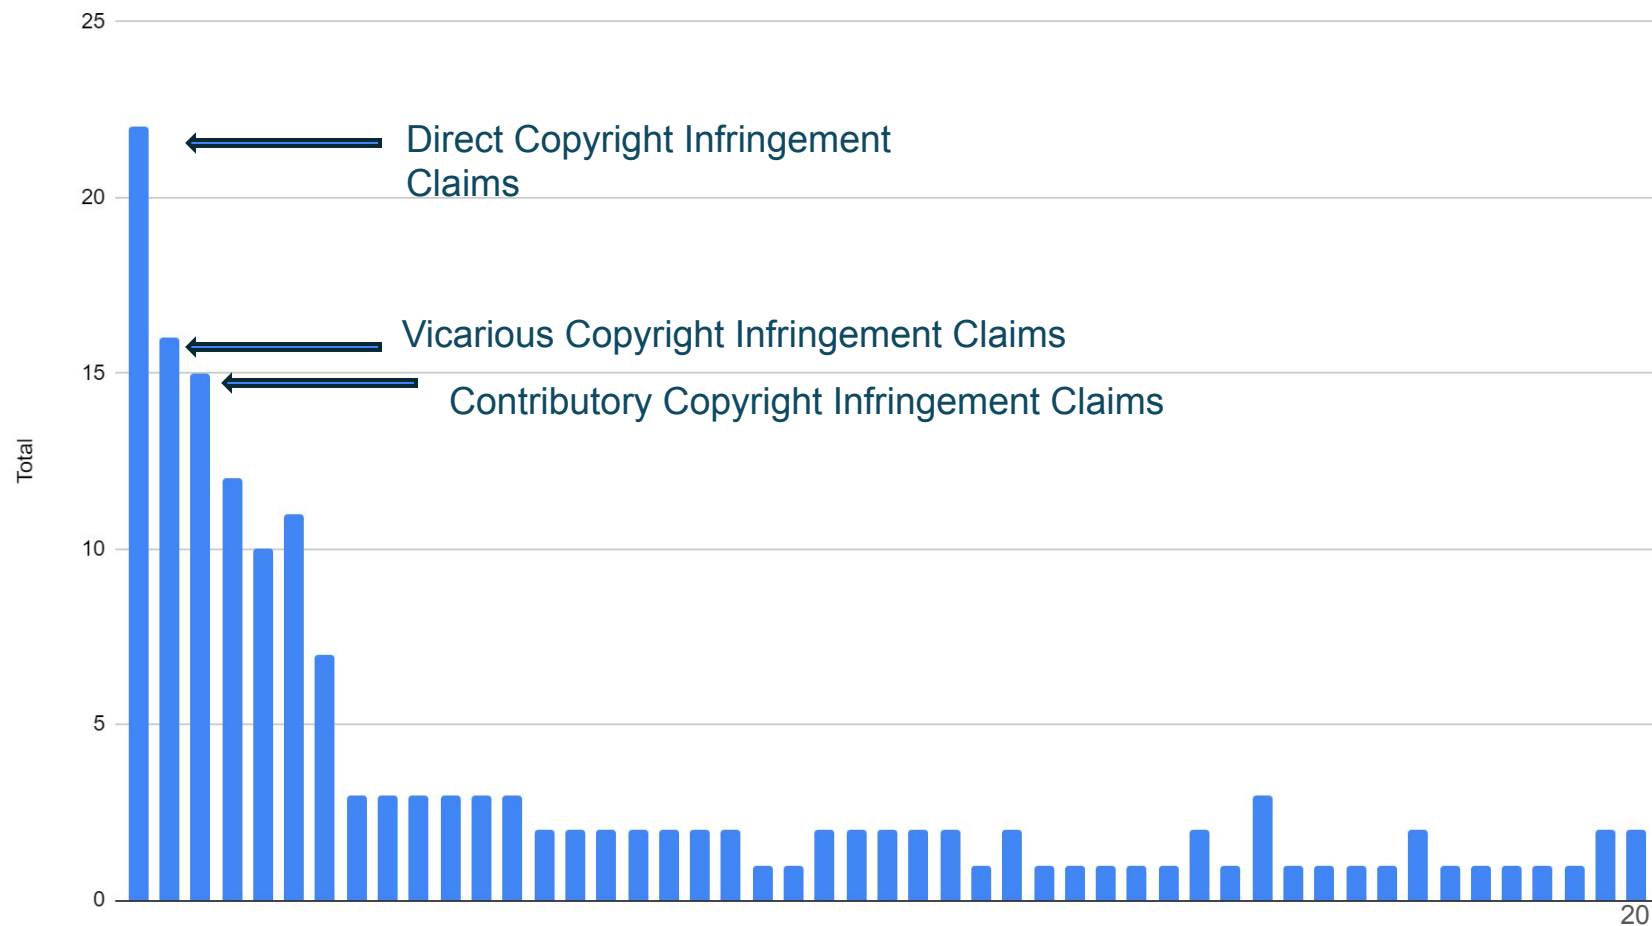 25
Direct Copyright Infringement
Claims
20
Vicarious Copyright Infringement Claims
15
Contributory Copyright Infringement Claims
Total
10
5
0
20